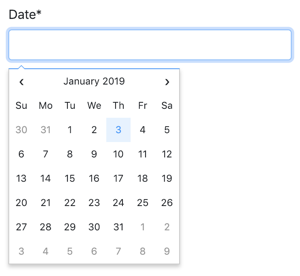 Date*
‹ January 2019 ›
Su Mo Tu We Th Fr Sa
30 31 1 2 3 4 5
6 7 8 9 10 11 12
13 14 15 16 17 18 19
20 21 22 23 24 25 26
27 28 29 30 31 1 2
3 4 5 6 7 8 9